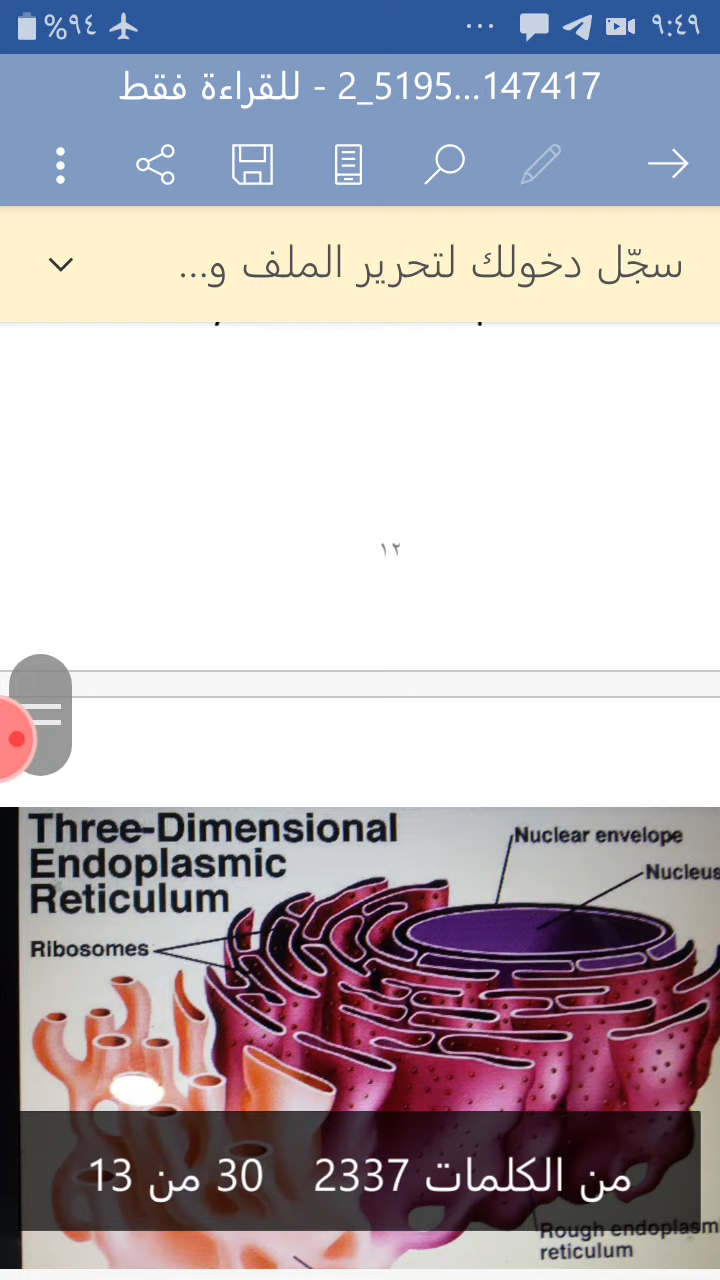 %٩٤ ... ٩:٤٩
2_5195...147417 - للقراءة فقط
سجّل دخولك لتحرير الملف و...
١٢
Three-Dimensional
Endoplasmic
Reticulum
Nuclear envelope
Nucleus
Ribosomes
13 من 30 2337 من الكلمات
Rough endoplasm
reticulum